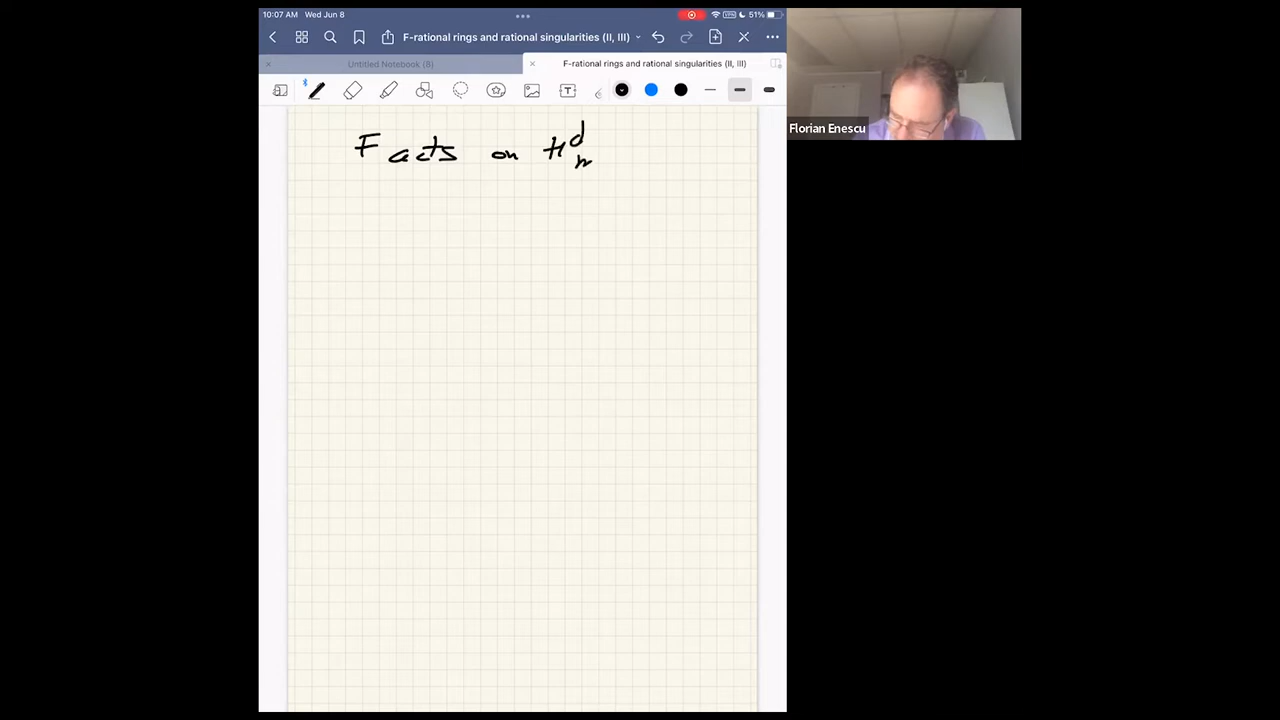 10:07 AM Wed Jun 8
51%
F-rational rings and rational singularities (II, III)
Untitled Notebook (8)
F-rational rings and rational singularities (II, III)
Florian Enescu
F acts on H^d_m